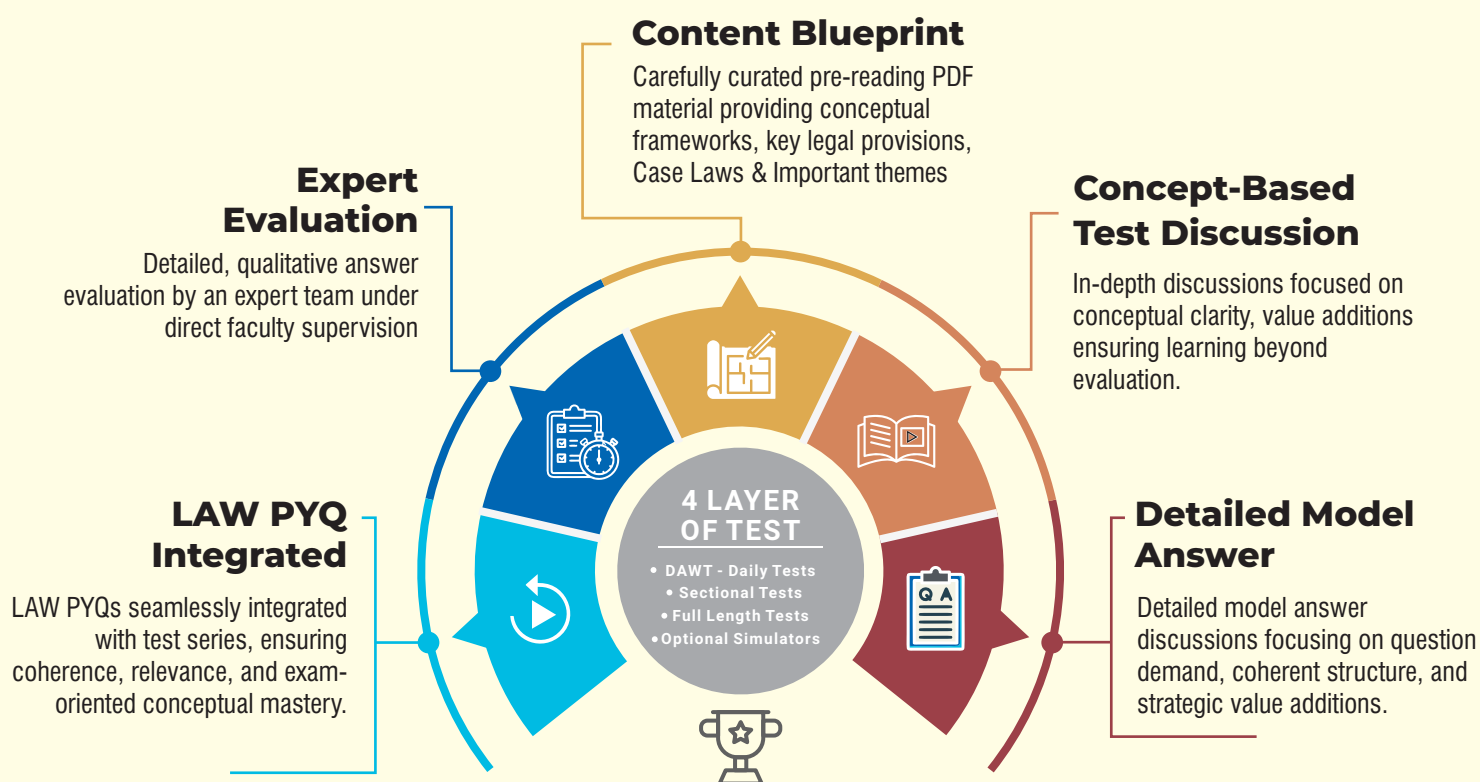 Content Blueprint
Carefully curated pre-reading PDF
material providing conceptual
frameworks, key legal provisions,
Case Laws & Important themes
Expert
Evaluation
Detailed, qualitative answer
evaluation by an expert team under
direct faculty supervision
Concept-Based
Test Discussion
In-depth discussions focused on
conceptual clarity, value additions
ensuring learning beyond
evaluation.
LAW PYQ
Integrated
LAW PYQs seamlessly integrated
with test series, ensuring
coherence, relevance, and exam-
oriented conceptual mastery.
4 LAYER
OF TEST
• DAWT - Daily Tests
• Sectional Tests
• Full Length Tests
• Optional Simulators
Q A
Detailed Model
Answer
Detailed model answer
discussions focusing on question
demand, coherent structure, and
strategic value additions.